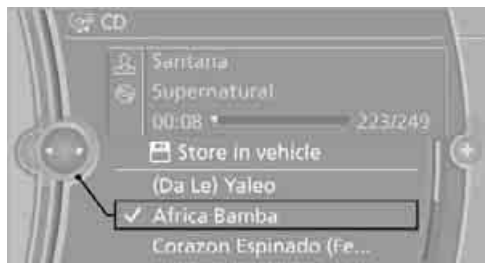 CD
Santana
Supernatural
00:08 223/249
Store in vehicle
(Da Le) Yaleo
Africa Bamba
Corazon Espinado (Fe...